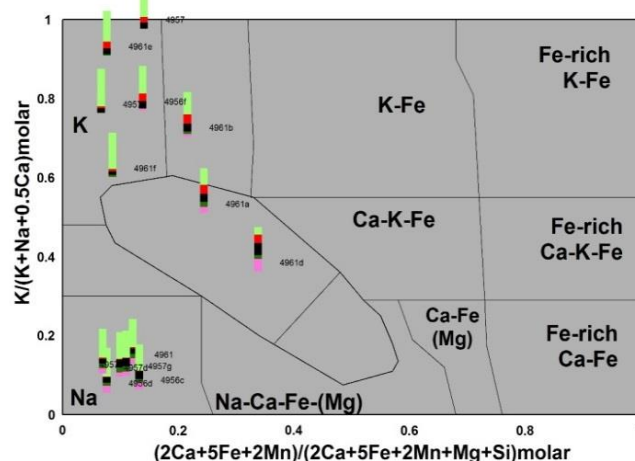 1
4957
4961e
Fe-rich
K-Fe
0.8
4957
4956f
K-Fe
K
4961b
0.6
4961f
4961a
Ca-K-Fe
Fe-rich
Ca-K-Fe
0.4
4961d
0.2
Ca-Fe
(Mg)
Fe-rich
Ca-Fe
4961
4957g
4957d
4956c
4956d
Na
Na-Ca-Fe-(Mg)
0
0
0.2
0.4
0.6
0.8
K/(K+Na+0.5Ca)molar
(2Ca+5Fe+2Mn)/(2Ca+5Fe+2Mn+Mg+Si)molar